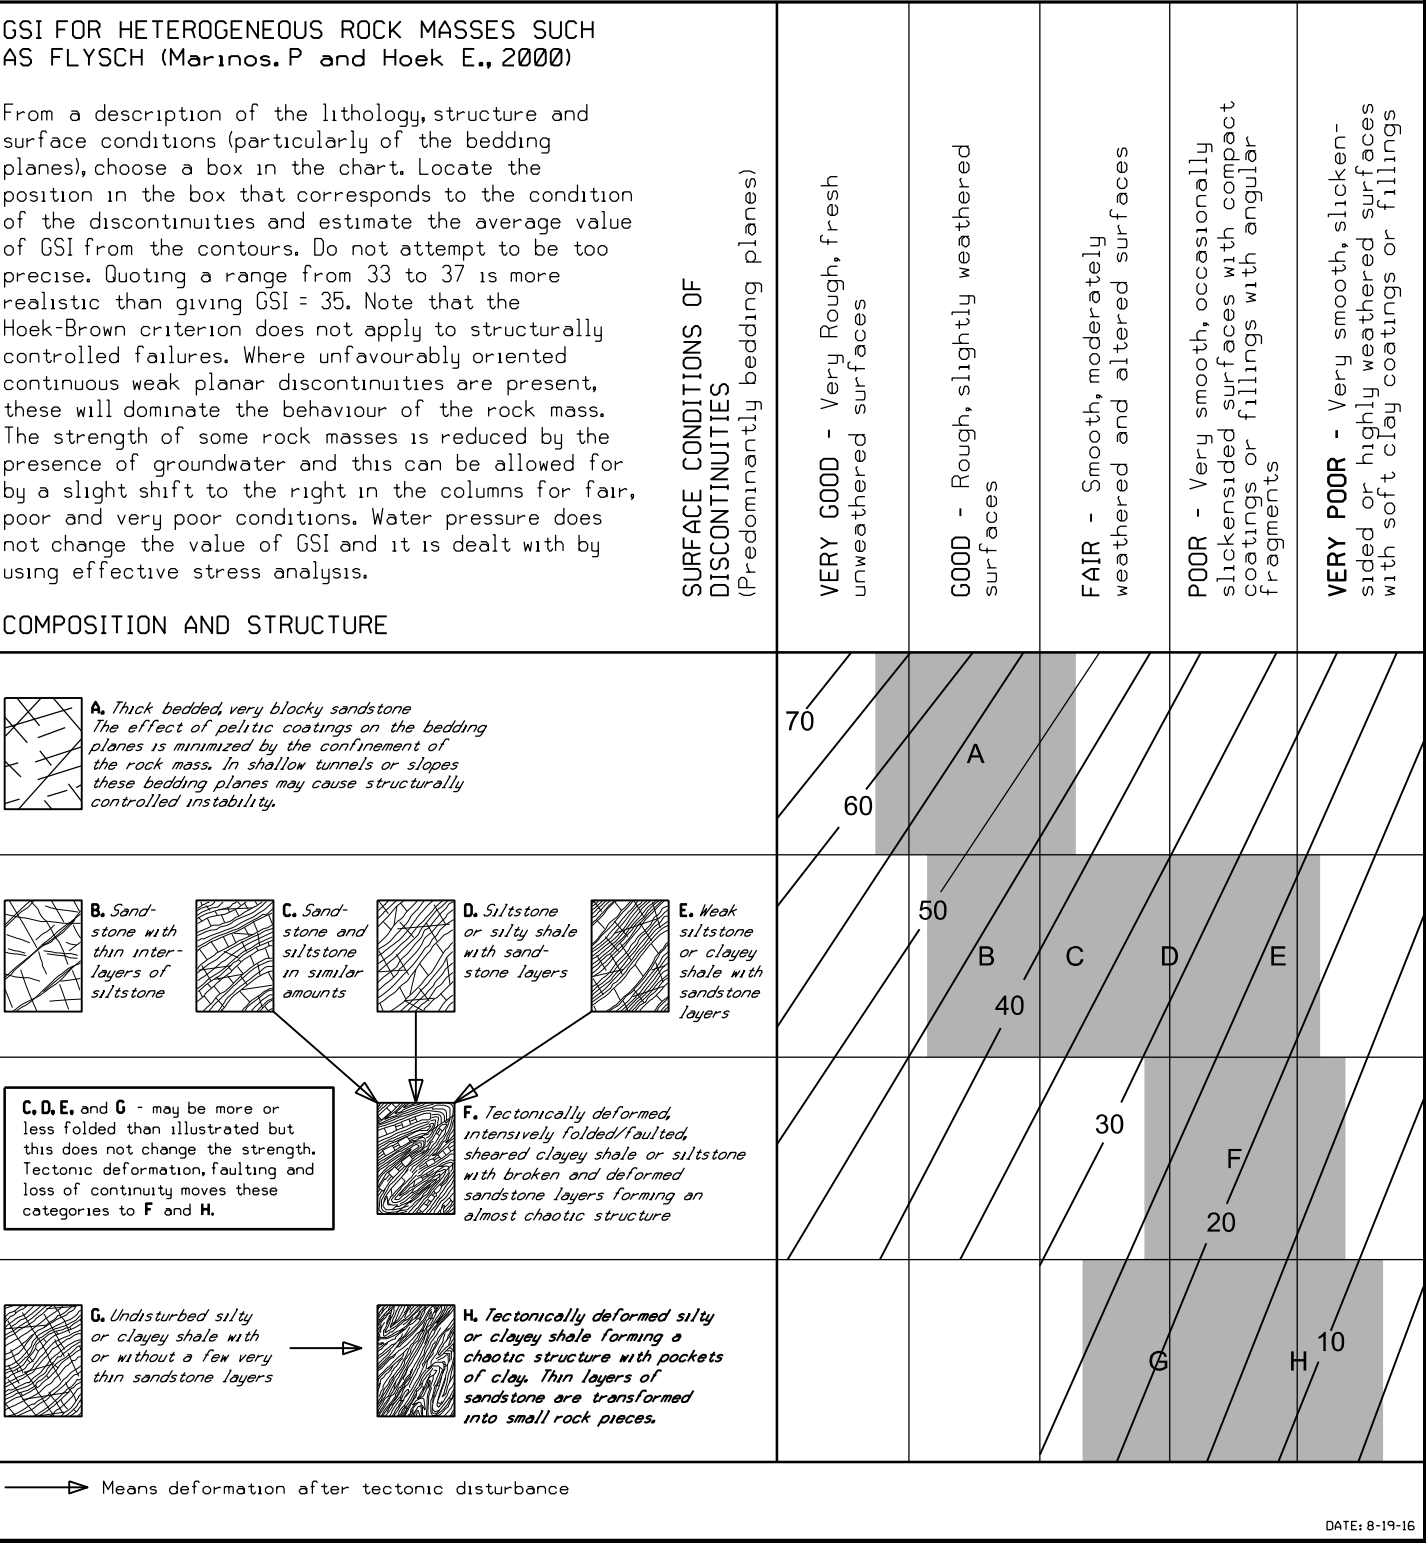 GSI FOR HETEROGENEOUS ROCK MASSES SUCH
AS FLYSCH (Marinos. P and Hoek E., 2000)
From a description of the lithology, structure and
surface conditions (particularly of the bedding
planes), choose a box in the chart. Locate the
position in the box that corresponds to the condition
of the discontinuities and estimate the average value
of GSI from the contours. Do not attempt to be too
precise. Quoting a range from 33 to 37 is more
realistic than giving GSI = 35. Note that the
Hoek-Brown criterion does not apply to structurally
controlled failures. Where unfavourably oriented
continuous weak planar discontinuities are present,
these will dominate the behaviour of the rock mass.
The strength of some rock masses is reduced by the
presence of groundwater and this can be allowed for
by a slight shift to the right in the columns for fair,
poor and very poor conditions. Water pressure does
not change the value of GSI and it is dealt with by
using effective stress analysis.
COMPOSITION AND STRUCTURE
SURFACE CONDITIONS OF
DISCONTINUITIES
(Predominantly bedding planes)
VERY GOOD - Very Rough, fresh
unweathered surfaces
GOOD - Rough, slightly weathered
surfaces
FAIR - Smooth, moderately
weathered and altered surfaces
POOR - Very smooth, occasionally
slickensided surfaces with compact
coatings or fillings with angular
fragments
VERY POOR - Very smooth, slicken-
sided or highly weathered surfaces
with soft clay coatings or fillings
A. Thick bedded, very blocky sandstone
The effect of pelitic coatings on the bedding
planes is minimized by the confinement of
the rock mass. In shallow tunnels or slopes
these bedding planes may cause structurally
controlled instability.
70
60
A
B. Sand-
stone with
thin inter-
layers of
siltstone
C. Sand-
stone and
siltstone
in similar
amounts
D. Siltstone
or silty shale
with sand-
stone layers
E. Weak
siltstone
or clayey
shale with
sandstone
layers
50
B
C
D
E
40
C, D, E, and G - may be more or
less folded than illustrated but
this does not change the strength.
Tectonic deformation, faulting and
loss of continuity moves these
categories to F and H.
F. Tectonically deformed,
intensively folded/faulted,
sheared clayey shale or siltstone
with broken and deformed
sandstone layers forming an
almost chaotic structure
30
F
20
G. Undisturbed silty
or clayey shale with
or without a few very
thin sandstone layers
H. Tectonically deformed silty
or clayey shale forming a
chaotic structure with pockets
of clay. Thin layers of
sandstone are transformed
into small rock pieces.
10
G
H
Means deformation after tectonic disturbance
DATE: 8-19-16